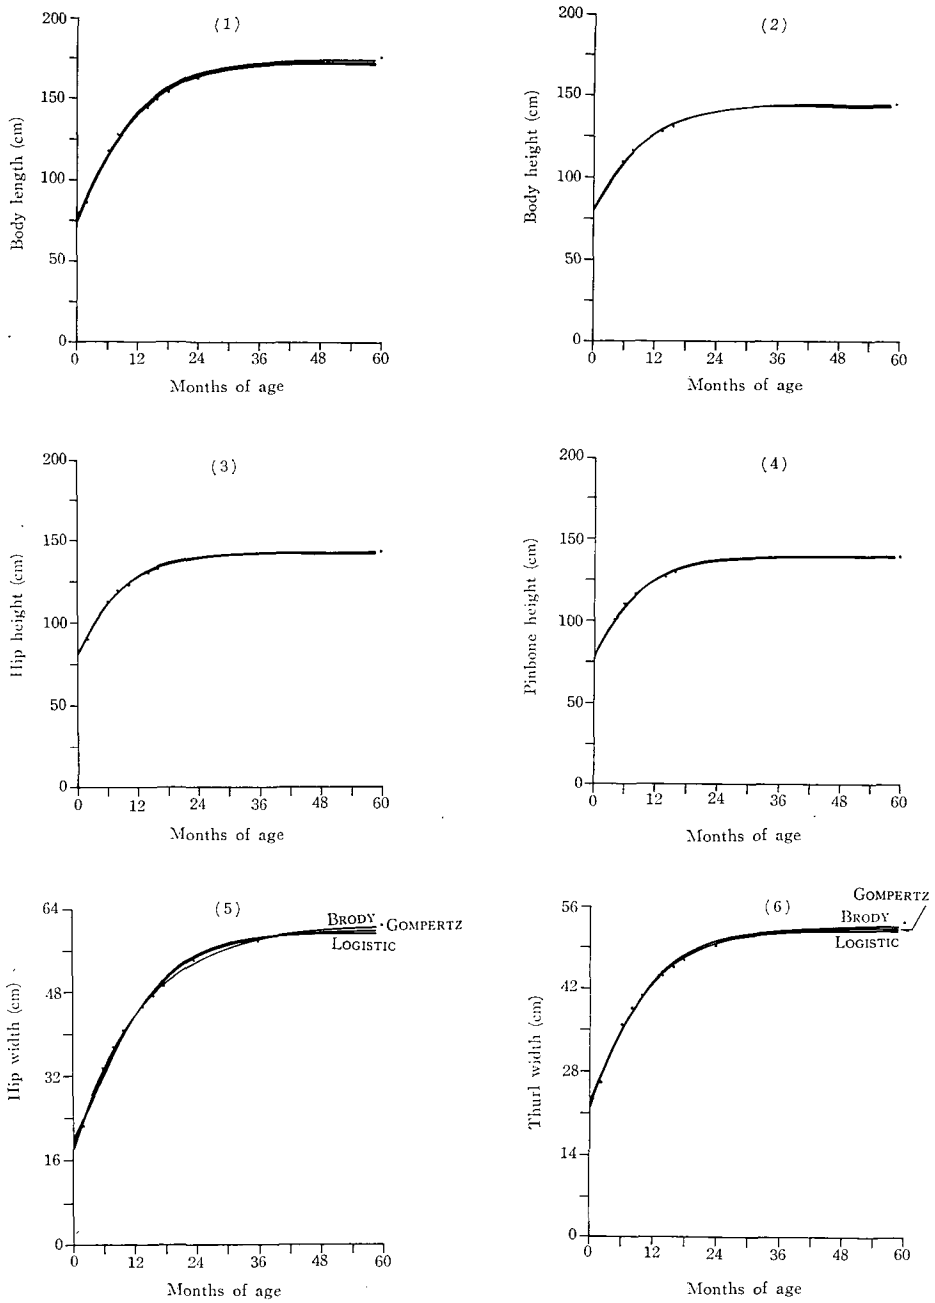 (1)
200
150
100
50
0
Body length (cm)
0 12 24 36 48 60
Months of age
(2)
200
150
100
50
0
Body height (cm)
0 12 24 36 48 60
Months of age
(3)
200
150
100
50
0
Hip height (cm)
0 12 24 36 48 60
Months of age
(4)
200
150
100
50
0
Pinbone height (cm)
0 12 24 36 48 60
Months of age
(5)
64
48
32
16
0
Hip width (cm)
BRODY
GOMPERTZ
LOGISTIC
0 12 24 36 48 60
Months of age
(6)
56
42
28
14
0
Thurl width (cm)
GOMPERTZ
BRODY
LOGISTIC
0 12 24 36 48 60
Months of age